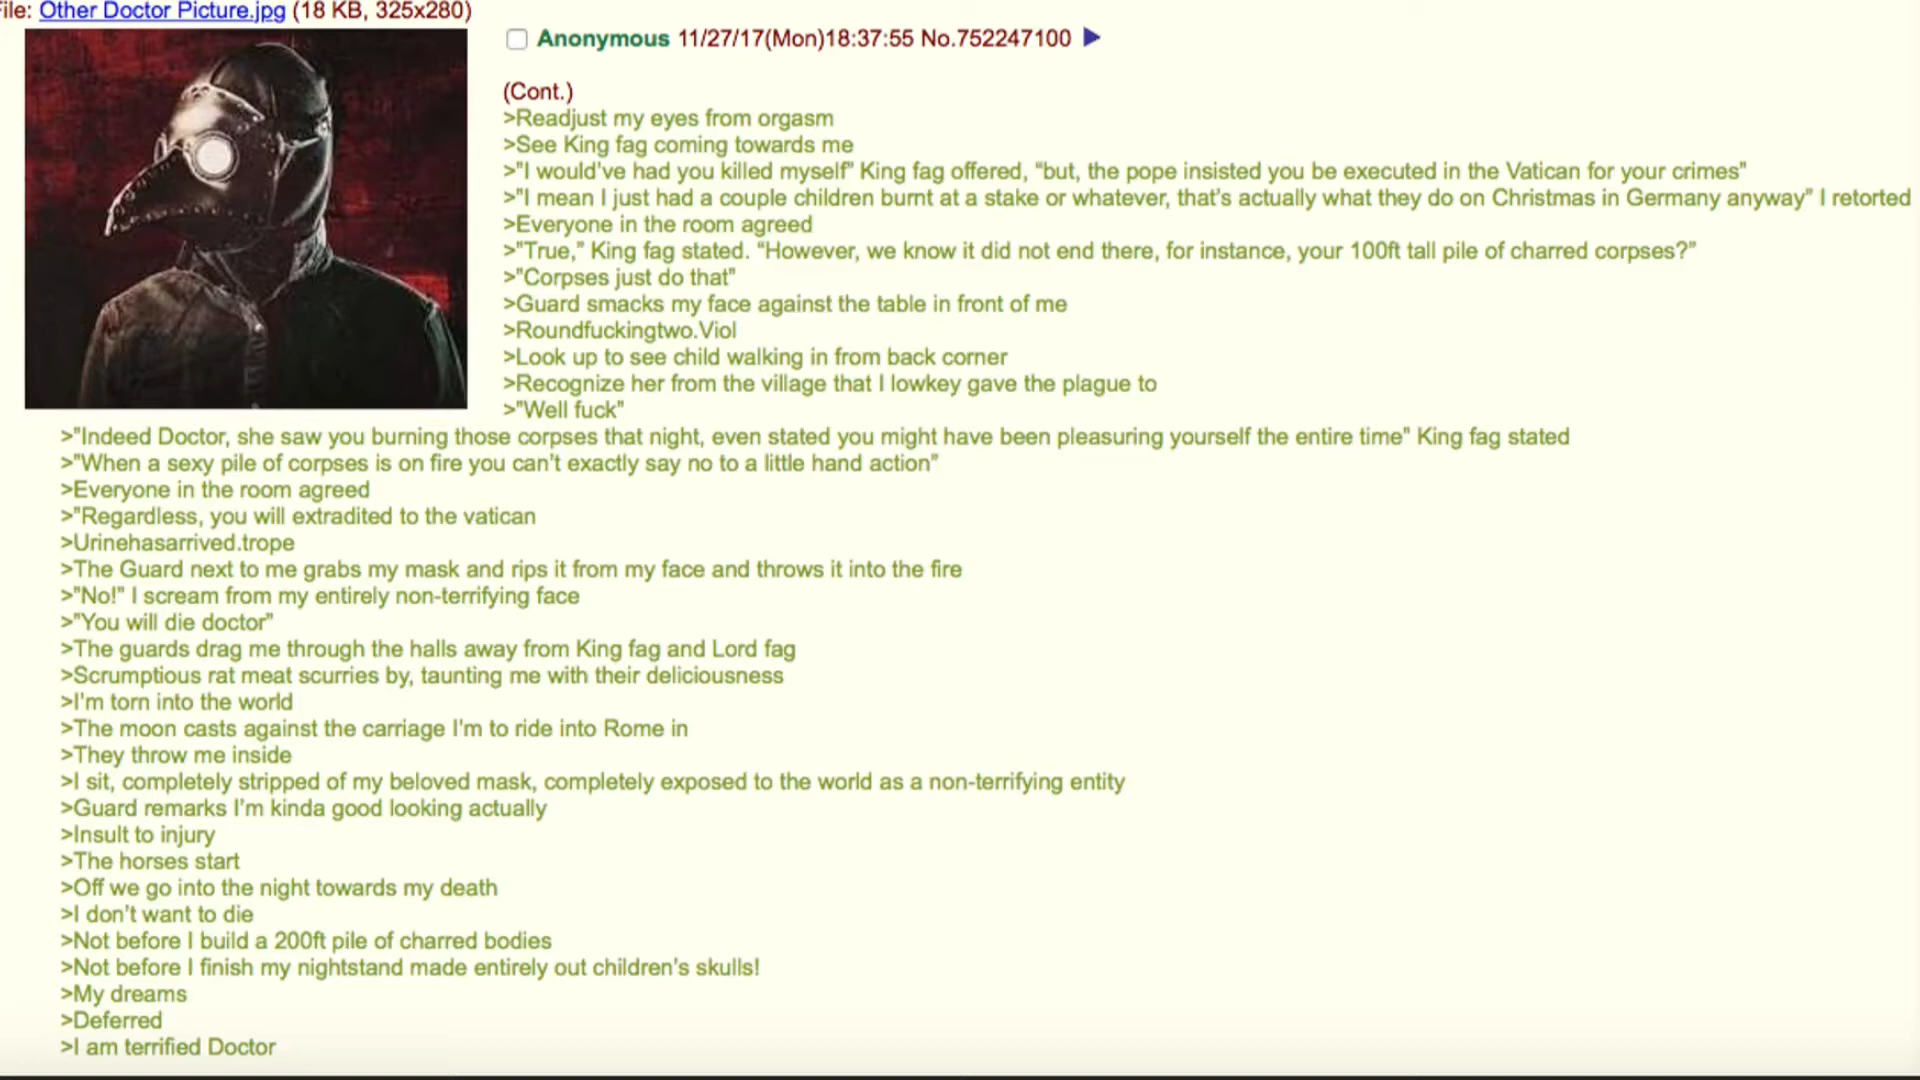 File: Other Doctor Picture.jpg (18 KB, 325x280)
Anonymous 11/27/17(Mon)18:37:55 No.752247100
(Cont.)
>Readjust my eyes from orgasm
>See King fag coming towards me
>"I would've had you killed myself" King fag offered, “but, the pope insisted you be executed in the Vatican for your crimes"
>"I mean I just had a couple children burnt at a stake or whatever, that's actually what they do on Christmas in Germany anyway” I retorted
>Everyone in the room agreed
>"True,” King fag stated. “However, we know it did not end there, for instance, your 100ft tall pile of charred corpses?”
>"Corpses just do that"
>Guard smacks my face against the table in front of me
>Roundfuckingtwo.Viol
>Look up to see child walking in from back corner
>Recognize her from the village that I lowkey gave the plague to
>"Well fuck"
>"Indeed Doctor, she saw you burning those corpses that night, even stated you might have been pleasuring yourself the entire time" King fag stated
>"When a sexy pile of corpses is on fire you can't exactly say no to a little hand action”
>Everyone in the room agreed
>"Regardless, you will extradited to the vatican
>Urinehasarrived.trope
>The Guard next to me grabs my mask and rips it from my face and throws it into the fire
>"No!" I scream from my entirely non-terrifying face
>"You will die doctor”
>The guards drag me through the halls away from King fag and Lord fag
>Scrumptious rat meat scurries by, taunting me with their deliciousness
>I'm torn into the world
>The moon casts against the carriage I'm to ride into Rome in
>They throw me inside
>I sit, completely stripped of my beloved mask, completely exposed to the world as a non-terrifying entity
>Guard remarks I'm kinda good looking actually
>Insult to injury
>The horses start
>Off we go into the night towards my death
>I don't want to die
>Not before I build a 200ft pile of charred bodies
>Not before I finish my nightstand made entirely out children's skulls!
>My dreams
>Deferred
>I am terrified Doctor